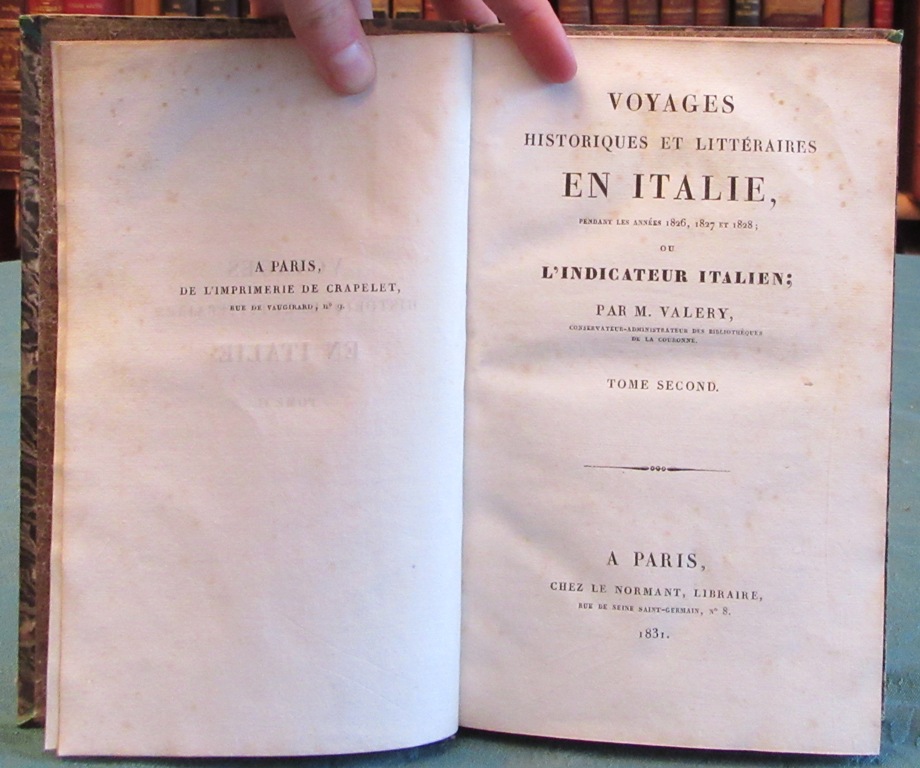 A PARIS,
DE L'IMPRIMERIE DE CRAPELET,
RUE DE VAUGIRARD, Nº 9.
VOYAGES
HISTORIQUES ET LITTÉRAIRES
EN ITALIE,
PENDANT LES ANNÉES 1826, 1827 ET 1828;
OU
L'INDICATEUR ITALIEN;
PAR M. VALERY,
CONSERVATEUR-ADMINISTRATEUR DES BIBLIOTHÈQUES
DE LA COURONNE.
TOME SECOND.
A PARIS,
CHEZ LE NORMANT, LIBRAIRE,
RUE DE SEINE SAINT-GERMAIN, Nº 8.
1831.